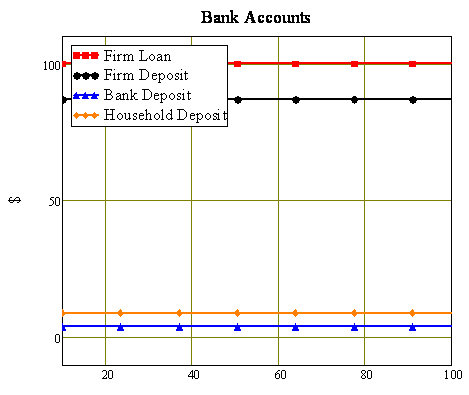 Bank Accounts
100
Firm Loan
Firm Deposit
Bank Deposit
Household Deposit
$
50
0
20 40 60 80 100